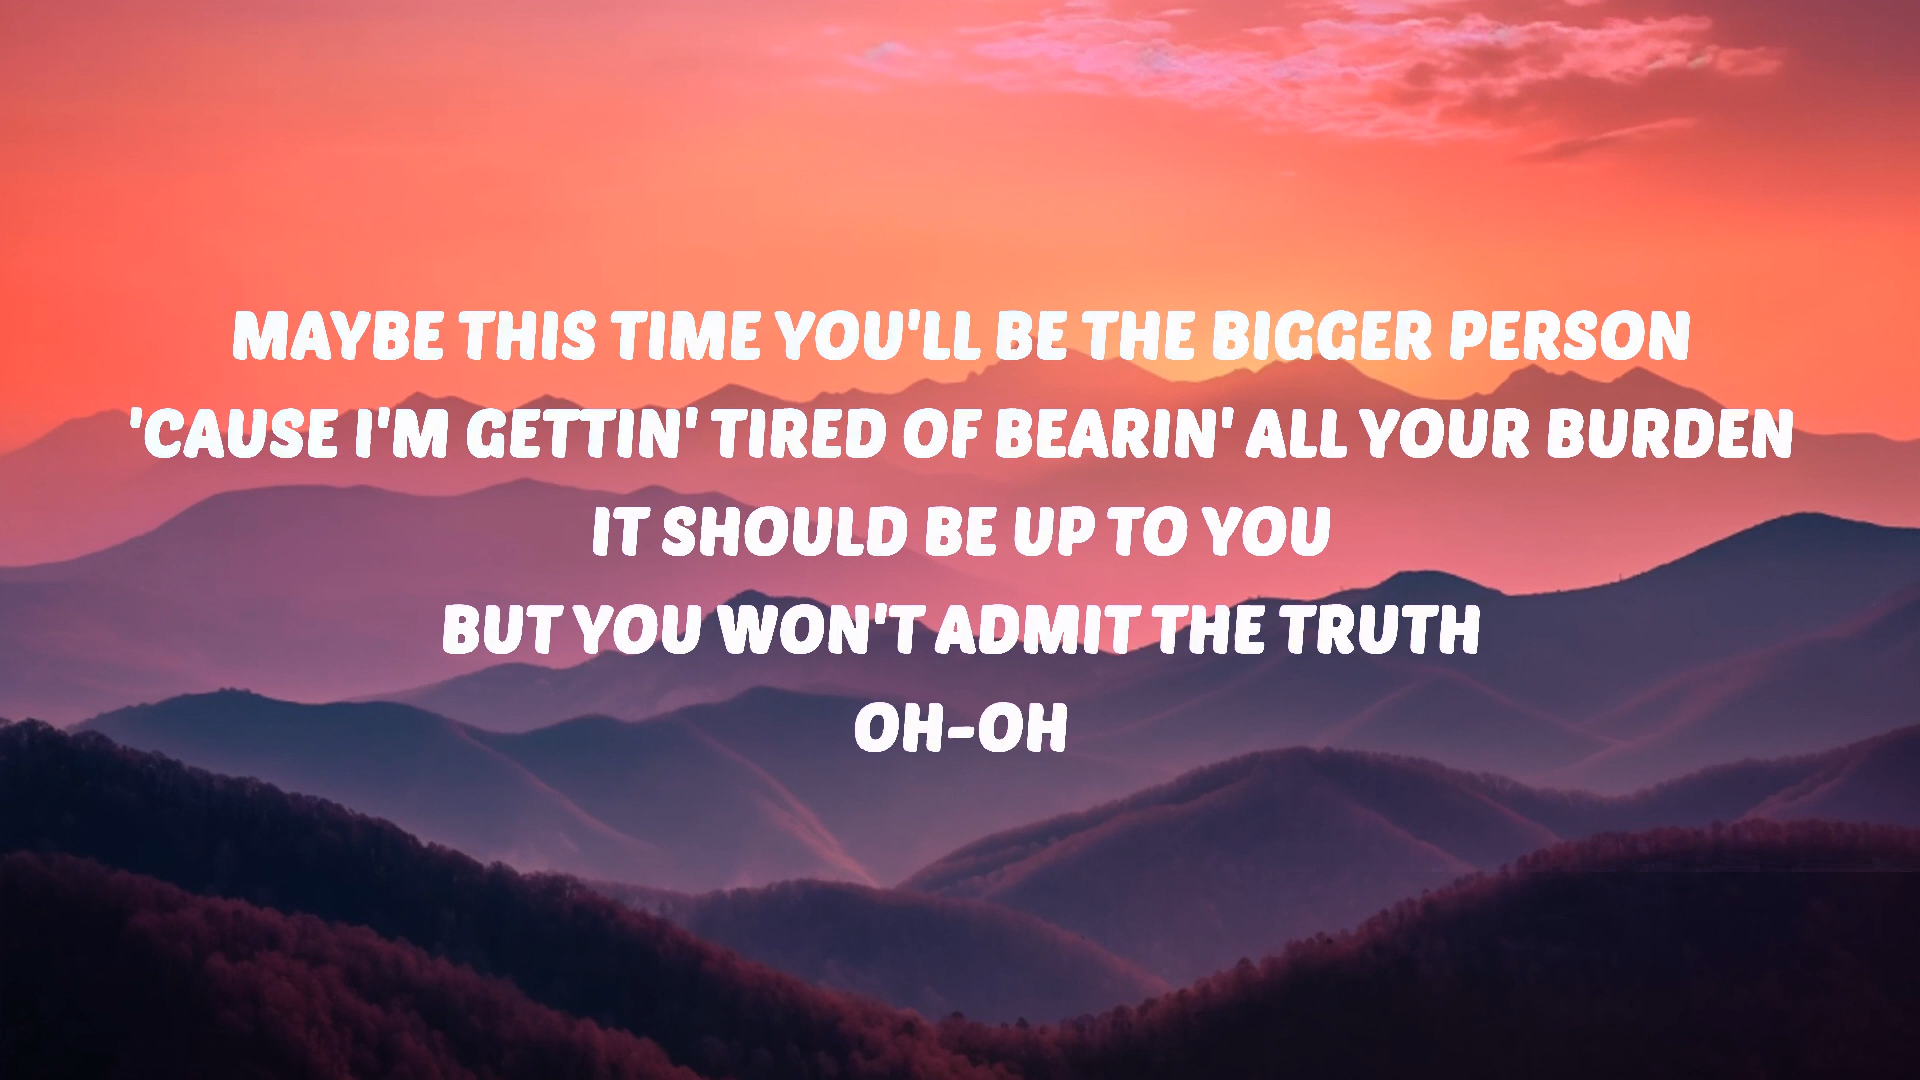 MAYBE THIS TIME YOU'LL BE THE BIGGER PERSON
'CAUSE I'M GETTIN' TIRED OF BEARIN' ALL YOUR BURDEN
IT SHOULD BE UP TO YOU
BUT YOU WON'T ADMIT THE TRUTH
OH-OH